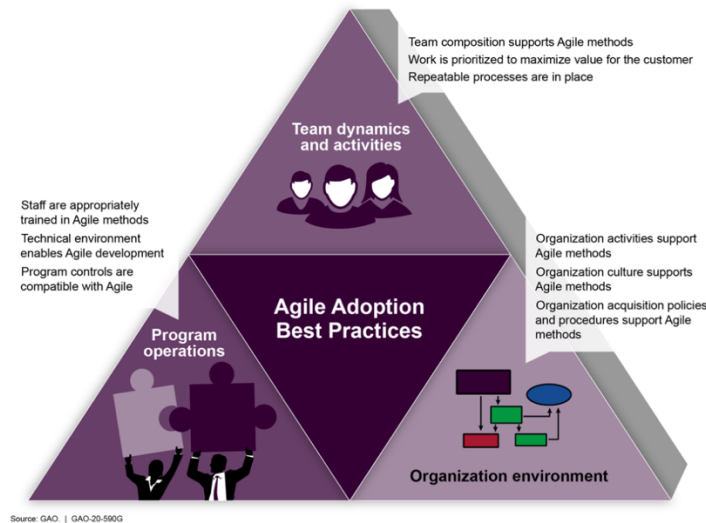 Team composition supports Agile methods
Work is prioritized to maximize value for the customer
Repeatable processes are in place
Team dynamics
and activities
Staff are appropriately
trained in Agile methods
Technical environment
enables Agile development
Program controls are
compatible with Agile
Organization activities support
Agile methods
Organization culture supports
Agile methods
Organization acquisition policies
and procedures support Agile
methods
Agile Adoption
Best Practices
Program
operations
Organization environment
Source: GAO. | GAO-20-590G